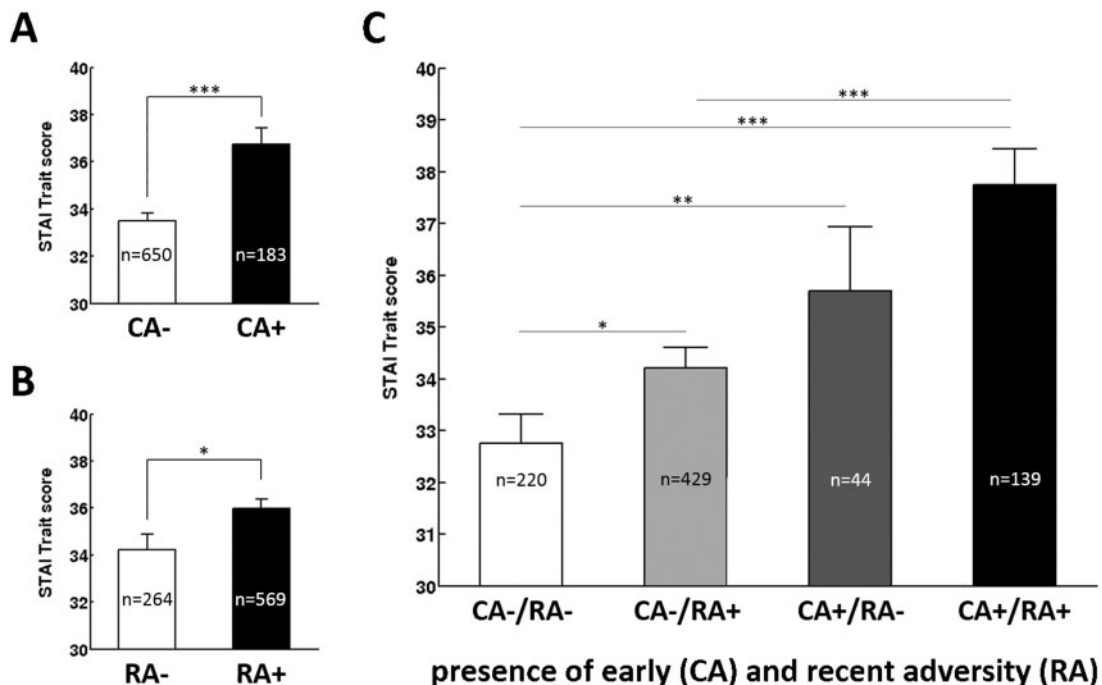 A
40
38
36
34
32
30
STAI Trait score
***
n=650
n=183
CA-
CA+
B
40
38
36
34
32
30
STAI Trait score
*
n=264
n=569
RA-
RA+
C
40
39
38
37
36
35
34
33
32
31
30
STAI Trait score
***
***
**
*
n=220
n=429
n=44
n=139
CA-/RA-
CA-/RA+
CA+/RA-
CA+/RA+
presence of early (CA) and recent adversity (RA)